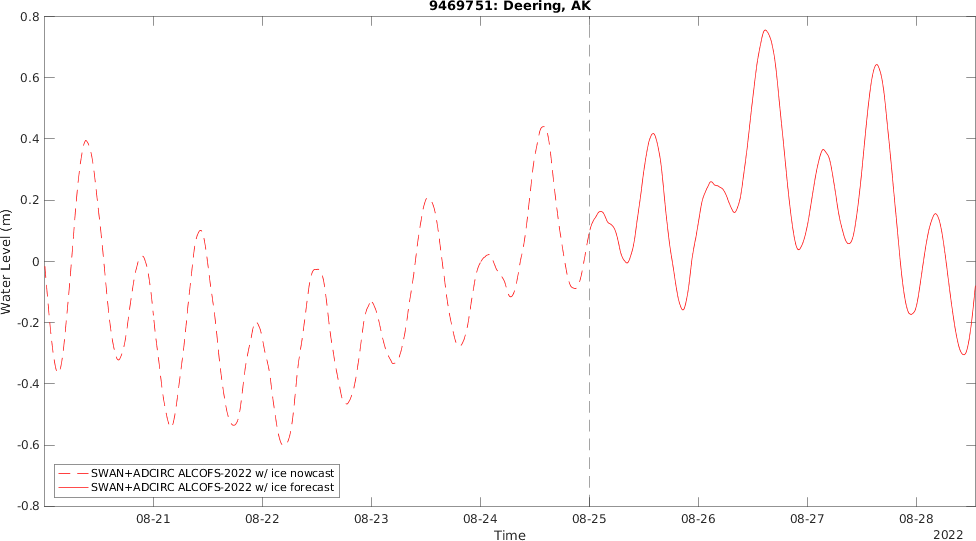 9469751: Deering, AK
Water Level (m)
0.8
0.6
0.4
0.2
0
-0.2
-0.4
-0.6
-0.8
SWAN+ADCIRC ALCOFS-2022 w/ ice nowcast
SWAN+ADCIRC ALCOFS-2022 w/ ice forecast
08-21 08-22 08-23 08-24 08-25 08-26 08-27 08-28
Time
2022